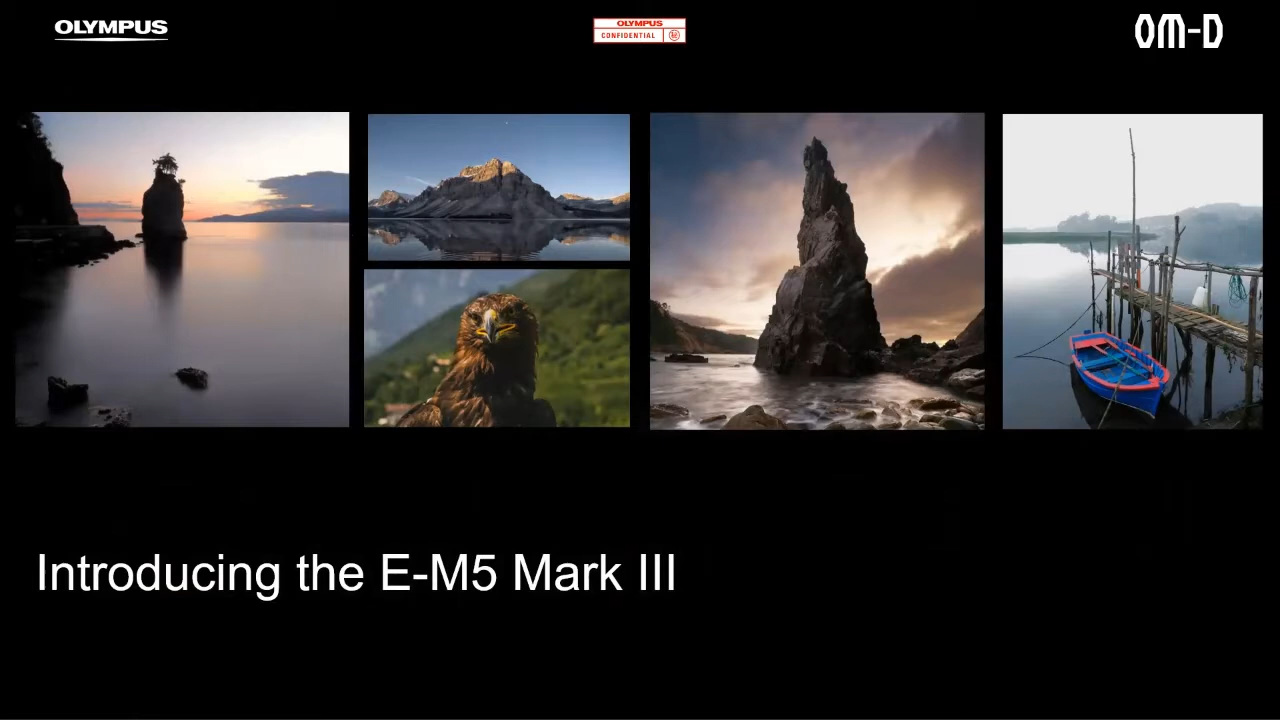 OLYMPUS
OLYMPUS
CONFIDENTIAL
OM-D
Introducing the E-M5 Mark III